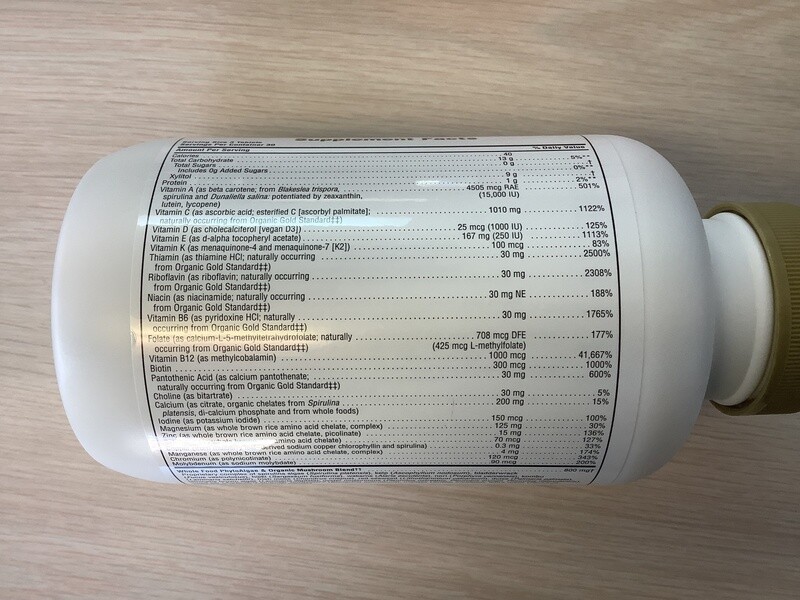 Supplement Facts
Serving Size 3 Tablets
Servings Per Container 30
Amount Per Serving % Daily Value
Calories 40
Total Carbohydrate 13 g 5%**
Total Sugars 0 g †
Includes 0g Added Sugars 0%**
Xylitol 9 g †
Protein 1 g 2%**
Vitamin A (as beta carotene; from Blakeslea trispora, 4505 mcg RAE 501%
spirulina and Dunaliella salina: potentiated by zeaxanthin, (15,000 IU)
lutein, lycopene)
Vitamin C (as ascorbic acid; esterified C [ascorbyl palmitate]; 1010 mg 1122%
naturally occurring from Organic Gold Standard‡‡)
Vitamin D (as cholecalciferol [vegan D3]) 25 mcg (1000 IU) 125%
Vitamin E (as d-alpha tocopheryl acetate) 167 mg (250 IU) 1113%
Vitamin K (as menaquinone-4 and menaquinone-7 [K2]) 100 mcg 83%
Thiamin (as thiamine HCl; naturally occurring 30 mg 2500%
from Organic Gold Standard‡‡)
Riboflavin (as riboflavin; naturally occurring 30 mg 2308%
from Organic Gold Standard‡‡)
Niacin (as niacinamide; naturally occurring 30 mg NE 188%
from Organic Gold Standard‡‡)
Vitamin B6 (as pyridoxine HCl; naturally 30 mg 1765%
occurring from Organic Gold Standard‡‡)
Folate (as calcium-L-5-methyltetrahydrofolate; naturally 708 mcg DFE 177%
occurring from Organic Gold Standard‡‡) (425 mcg L-methylfolate)
Vitamin B12 (as methylcobalamin) 1000 mcg 41,667%
Biotin 300 mcg 1000%
Pantothenic Acid (as calcium pantothenate; 30 mg 600%
naturally occurring from Organic Gold Standard‡‡)
Choline (as bitartrate) 30 mg 5%
Calcium (as citrate, organic chelates from Spirulina 200 mg 15%
platensis, di-calcium phosphate and from whole foods)
Iodine (as potassium iodide) 150 mcg 100%
Magnesium (as whole brown rice amino acid chelate, complex) 125 mg 30%
Zinc (as whole brown rice amino acid chelate, picolinate) 15 mg 136%
amino acid chelate) 70 mcg 127%
derived sodium copper chlorophyllin and spirulina) 0.3 mg 33%
Manganese (as whole brown rice amino acid chelate, complex) 4 mg 174%
Chromium (as polynicotinate) 120 mcg 343%
Molybdenum (as sodium molybdate) 90 mcg 200%
Food Phytonique & Organic Mushroom Blend†† 800 mg†